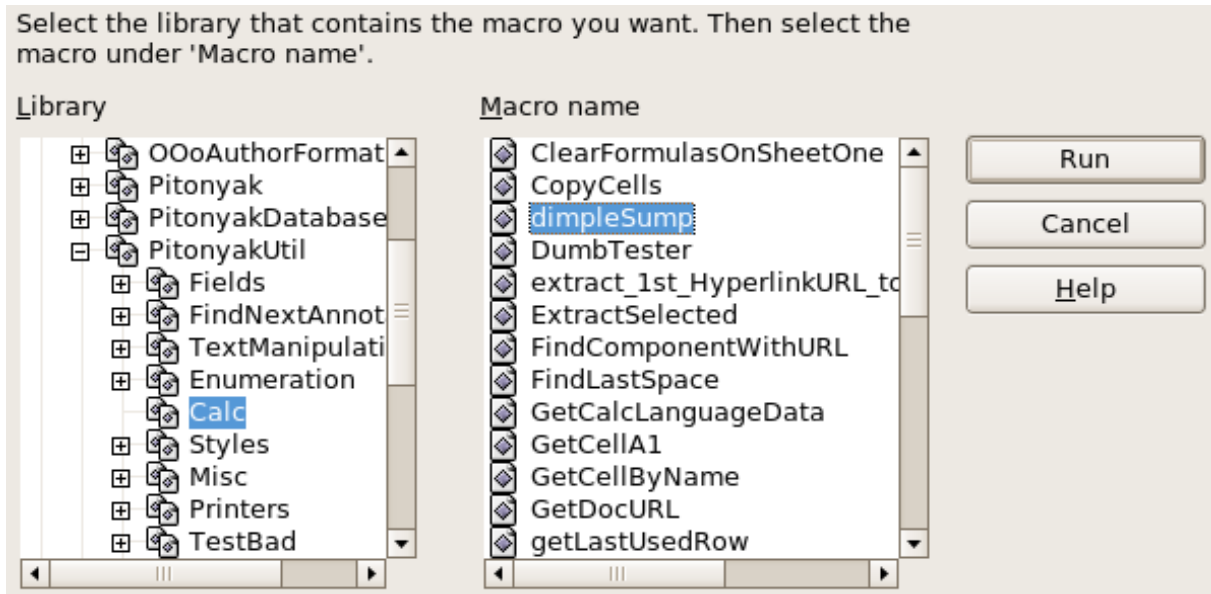 Select the library that contains the macro you want. Then select the
macro under 'Macro name'.
Library
OOoAuthorFormat
Pitonyak
PitonyakDatabase
PitonyakUtil
Fields
FindNextAnnot
TextManipulati
Enumeration
Calc
Styles
Misc
Printers
TestBad
Macro name
ClearFormulasOnSheetOne
CopyCells
dimpleSump
DumbTester
extract_1st_HyperlinkURL_to
ExtractSelected
FindComponentWithURL
FindLastSpace
GetCalcLanguageData
GetCellA1
GetCellByName
GetDocURL
getLastUsedRow
Run
Cancel
Help